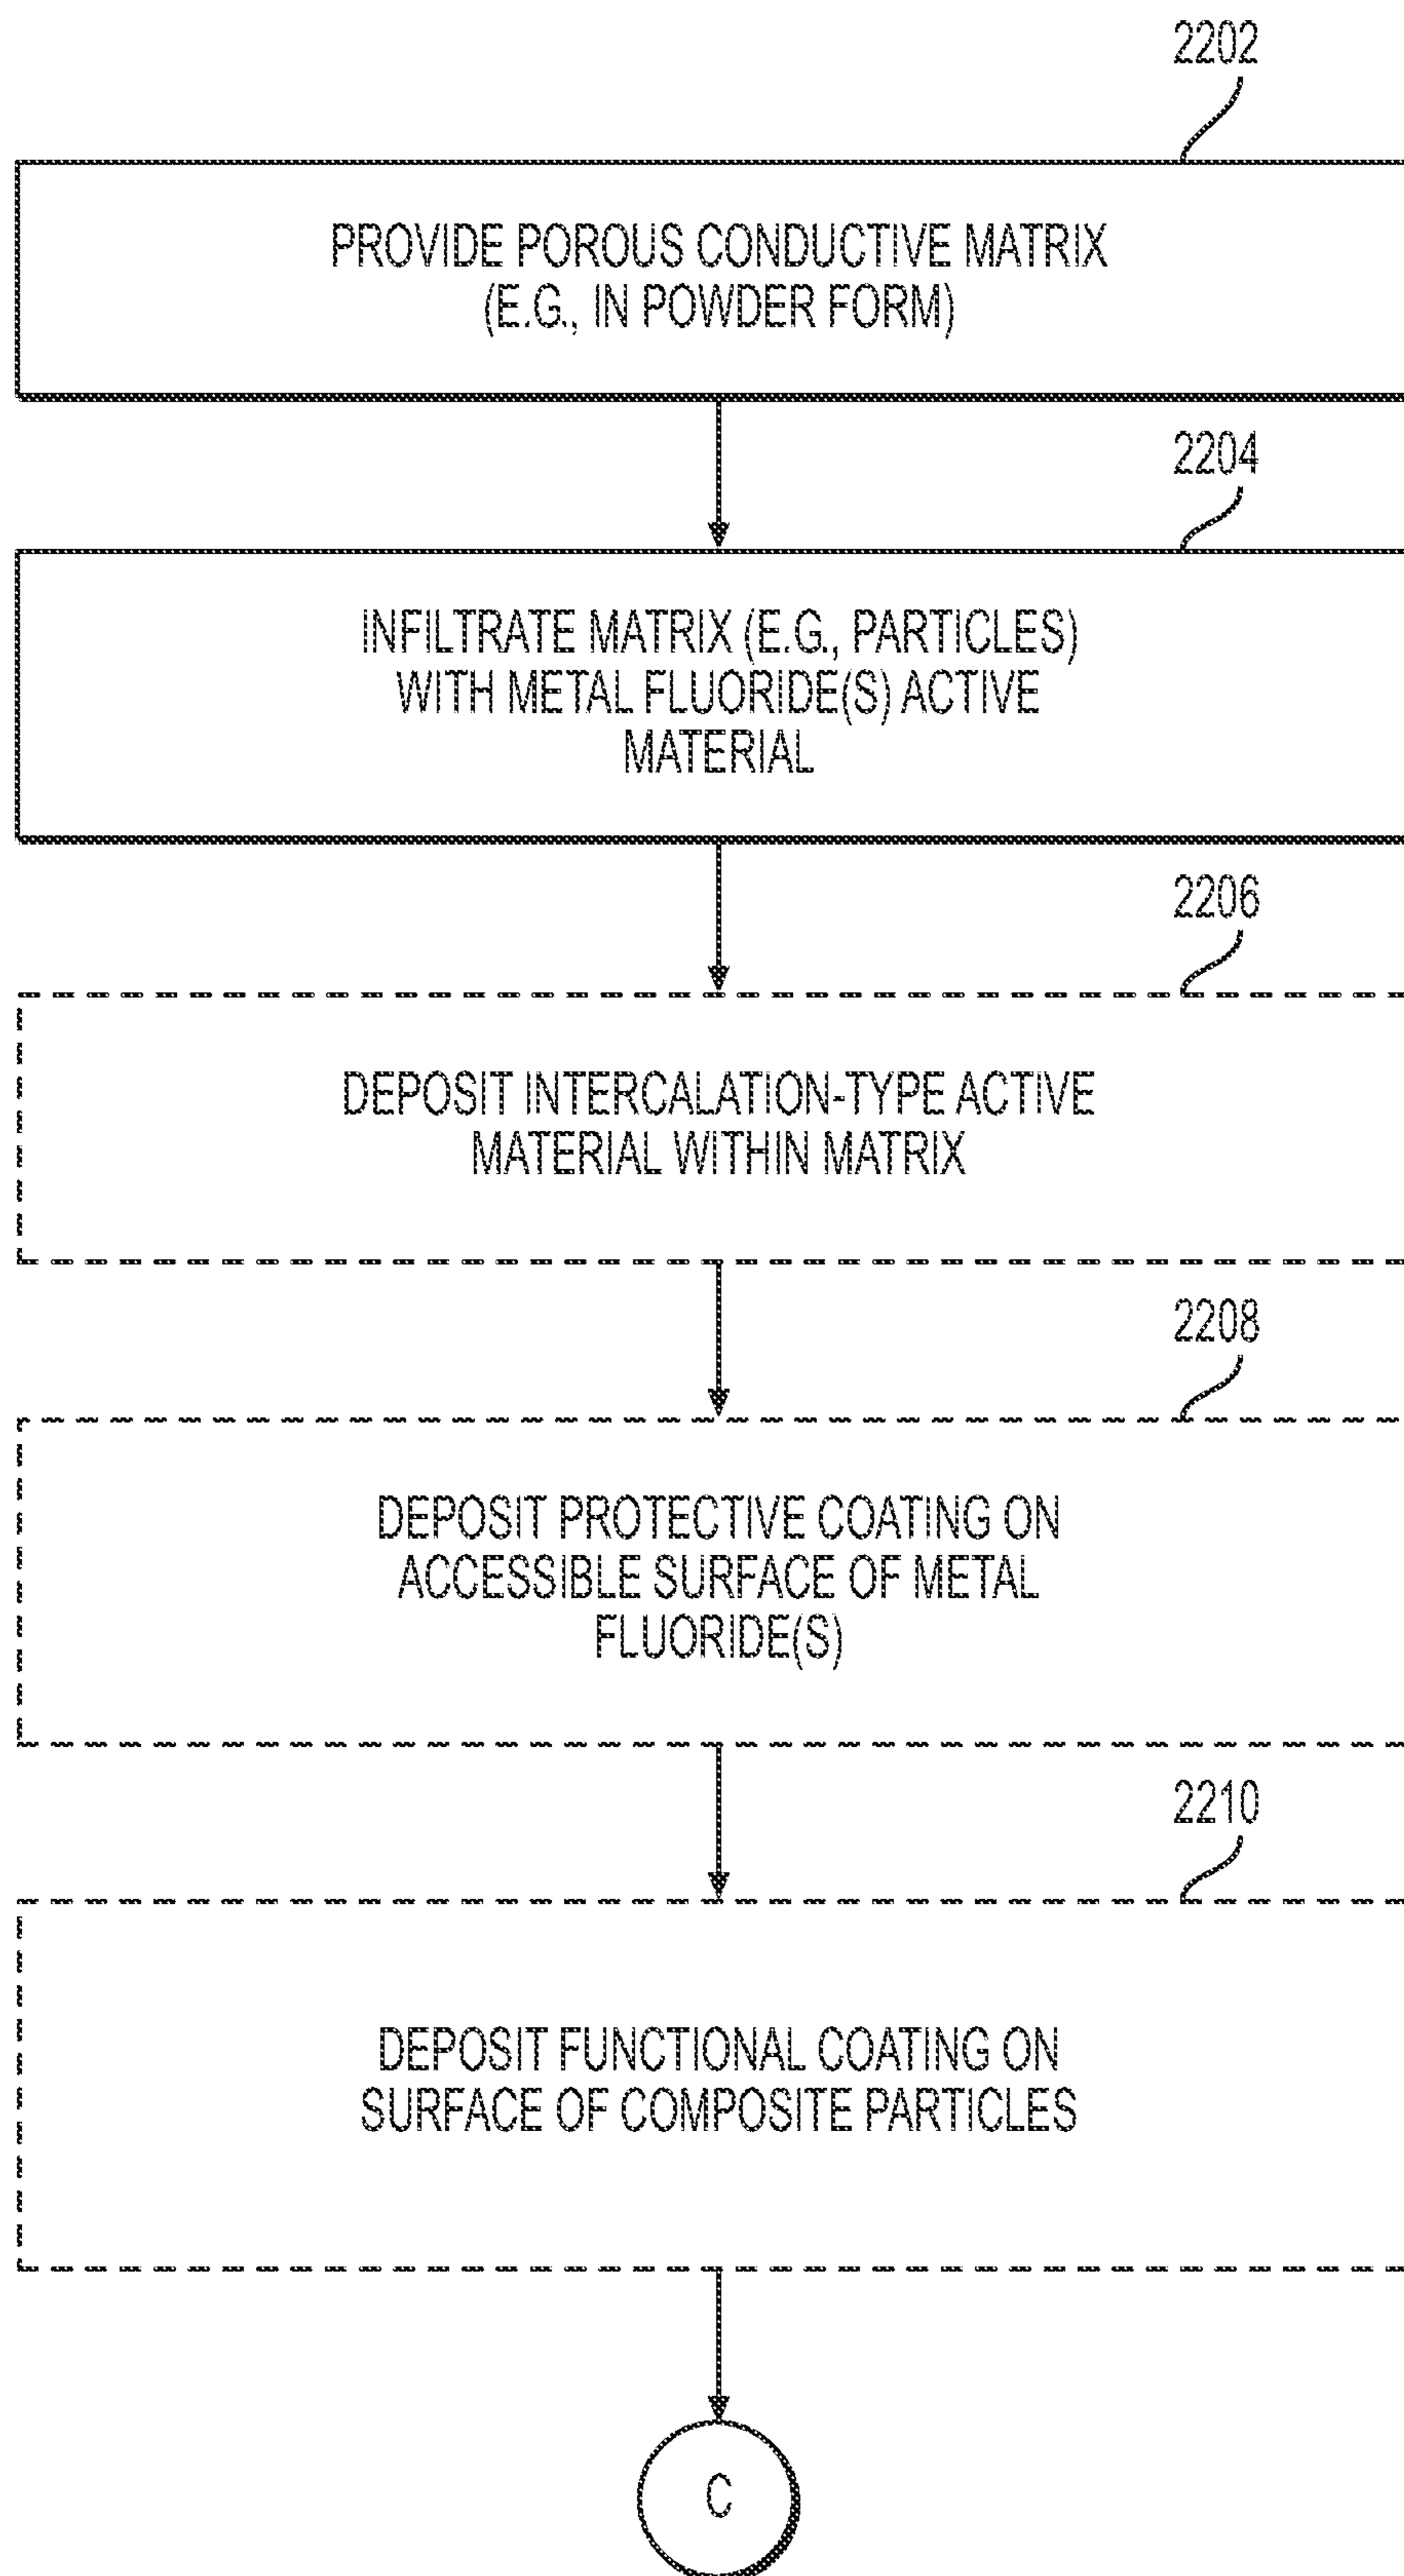 2202
PROVIDE POROUS CONDUCTIVE MATRIX
(E.G., IN POWDER FORM)
2204
INFILTRATE MATRIX (E.G., PARTICLES)
WITH METAL FLUORIDE(S) ACTIVE
MATERIAL
2206
DEPOSIT INTERCALATION-TYPE ACTIVE
MATERIAL WITHIN MATRIX
2208
DEPOSIT PROTECTIVE COATING ON
ACCESSIBLE SURFACE OF METAL
FLUORIDE(S)
2210
DEPOSIT FUNCTIONAL COATING ON
SURFACE OF COMPOSITE PARTICLES
C